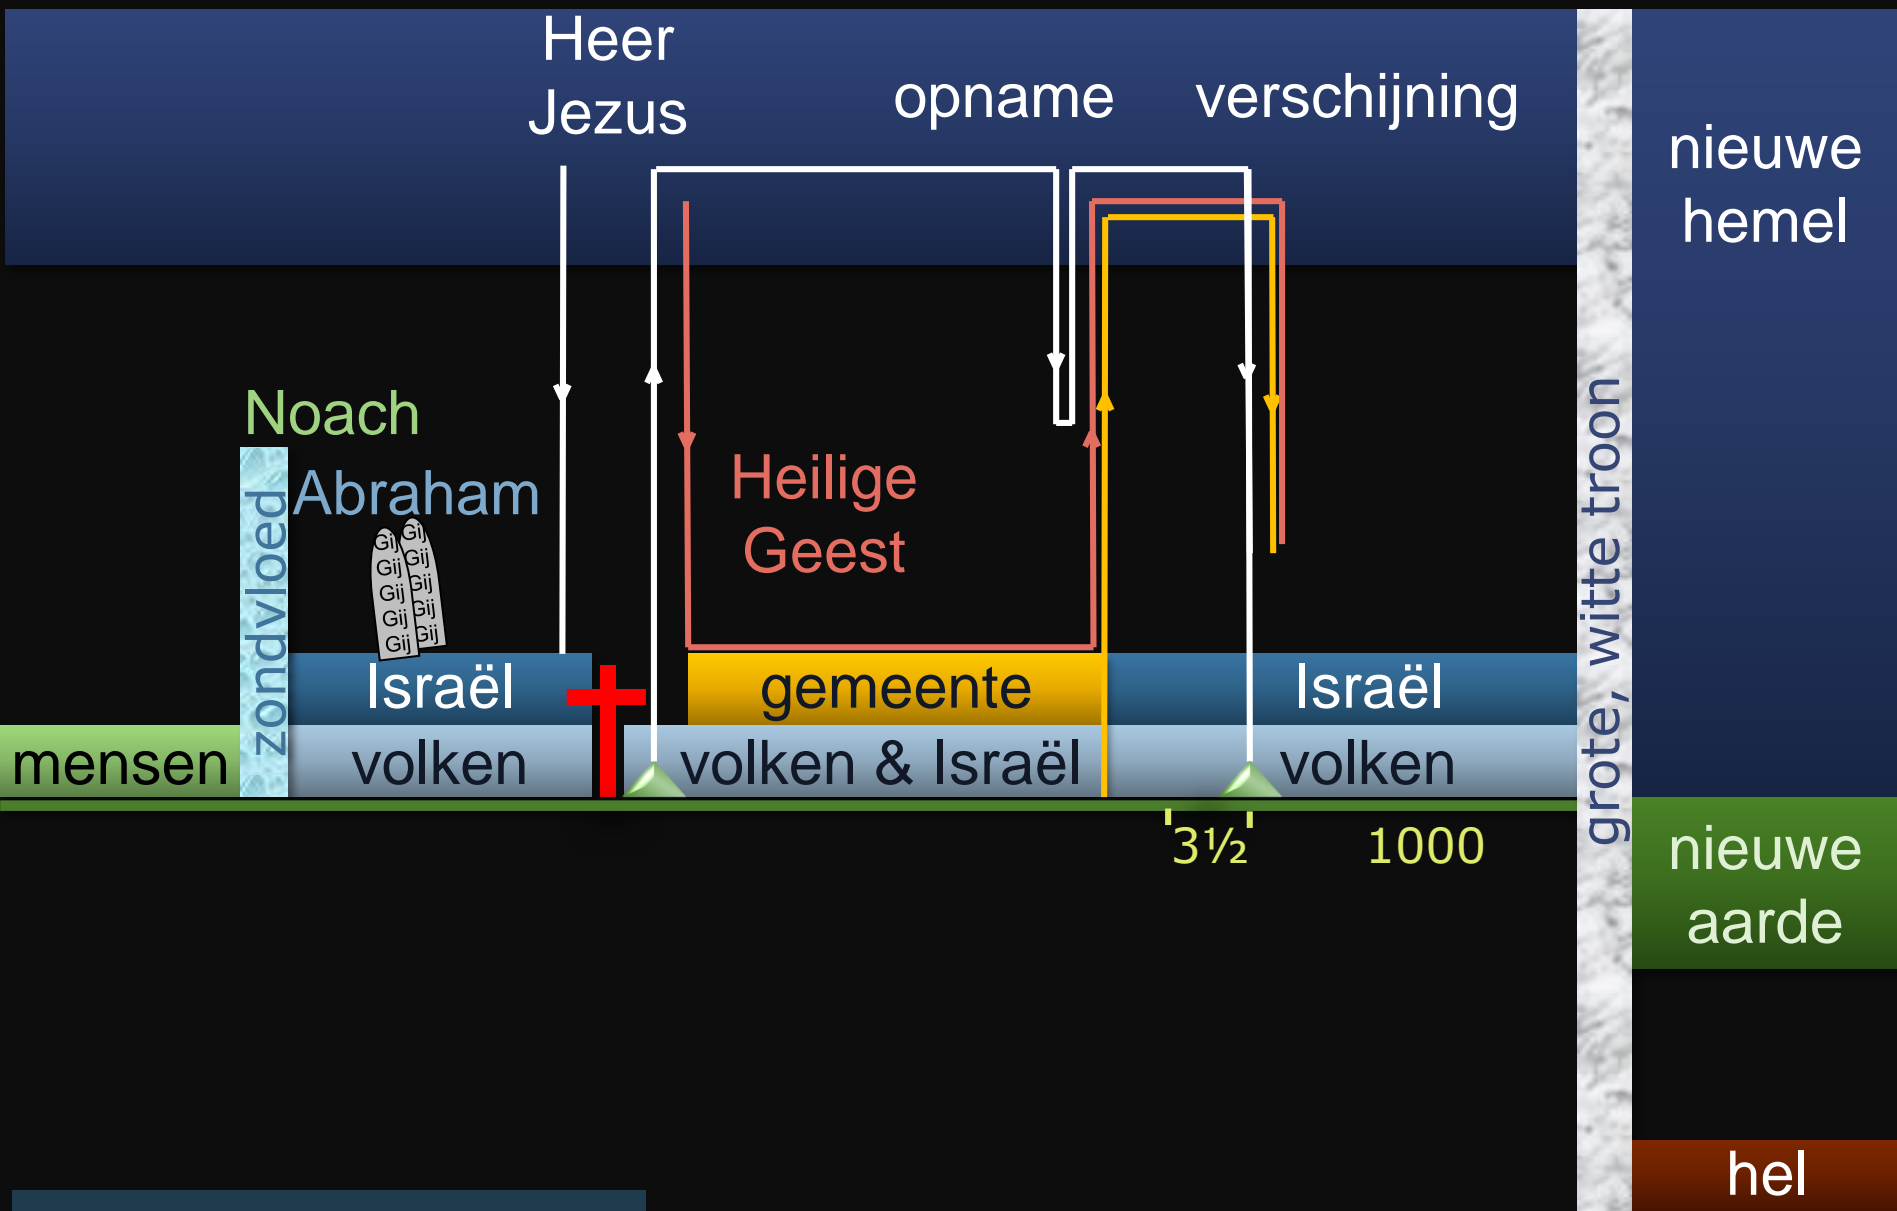 Heer
Jezus
opname
verschijning
nieuwe
hemel
Noach
Abraham
zondvloed
Gij
Gij
Gij
Gij
Gij
Gij
Gij
Gij
Gij
Gij
Heilige
Geest
Israël
gemeente
Israël
mensen
volken
volken & Israël
volken
grote, witte troon
3½
1000
nieuwe
aarde
hel